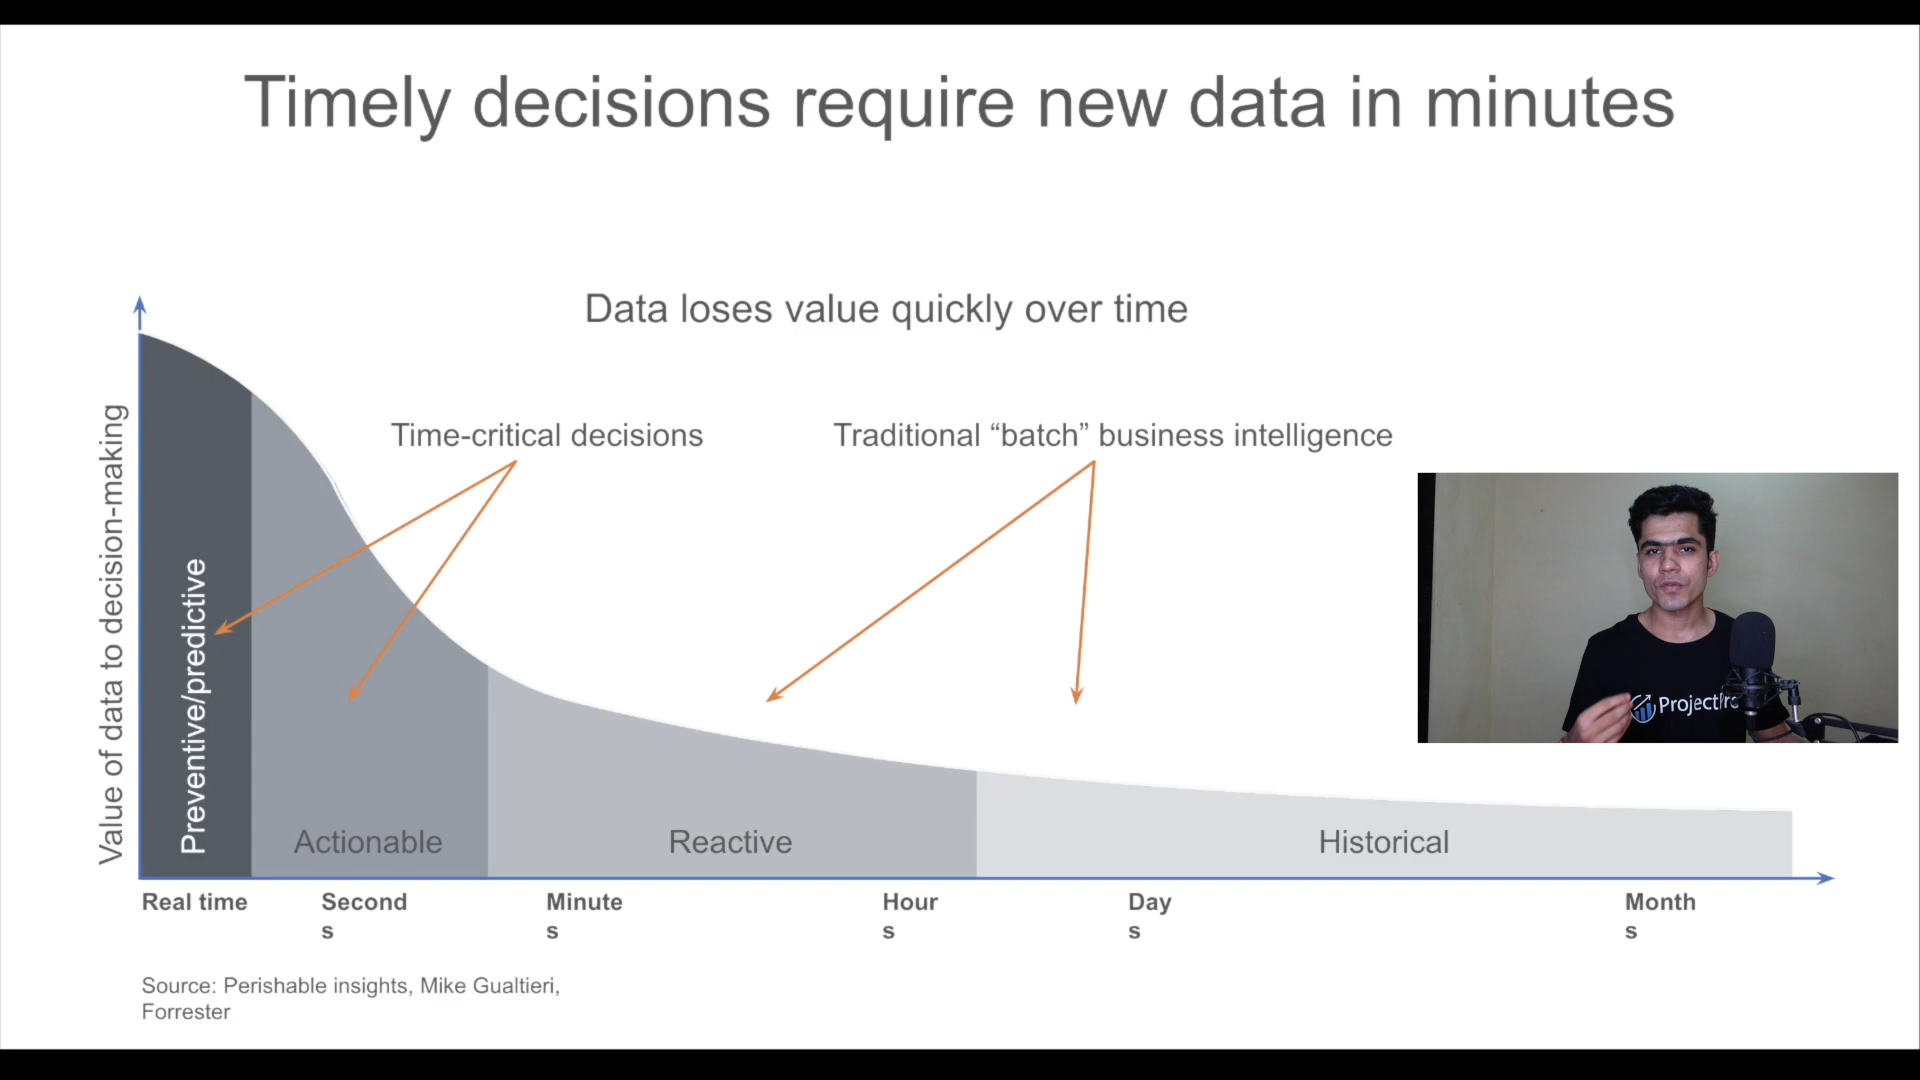 Timely decisions require new data in minutes
Data loses value quickly over time
Time-critical decisions
Traditional “batch” business intelligence
Value of data to decision-making
Preventive/predictive
Actionable
Reactive
Historical
Real time
Second
s
Minute
s
Hour
s
Day
s
Month
s
Source: Perishable insights, Mike Gualtieri,
Forrester
ProjectPro